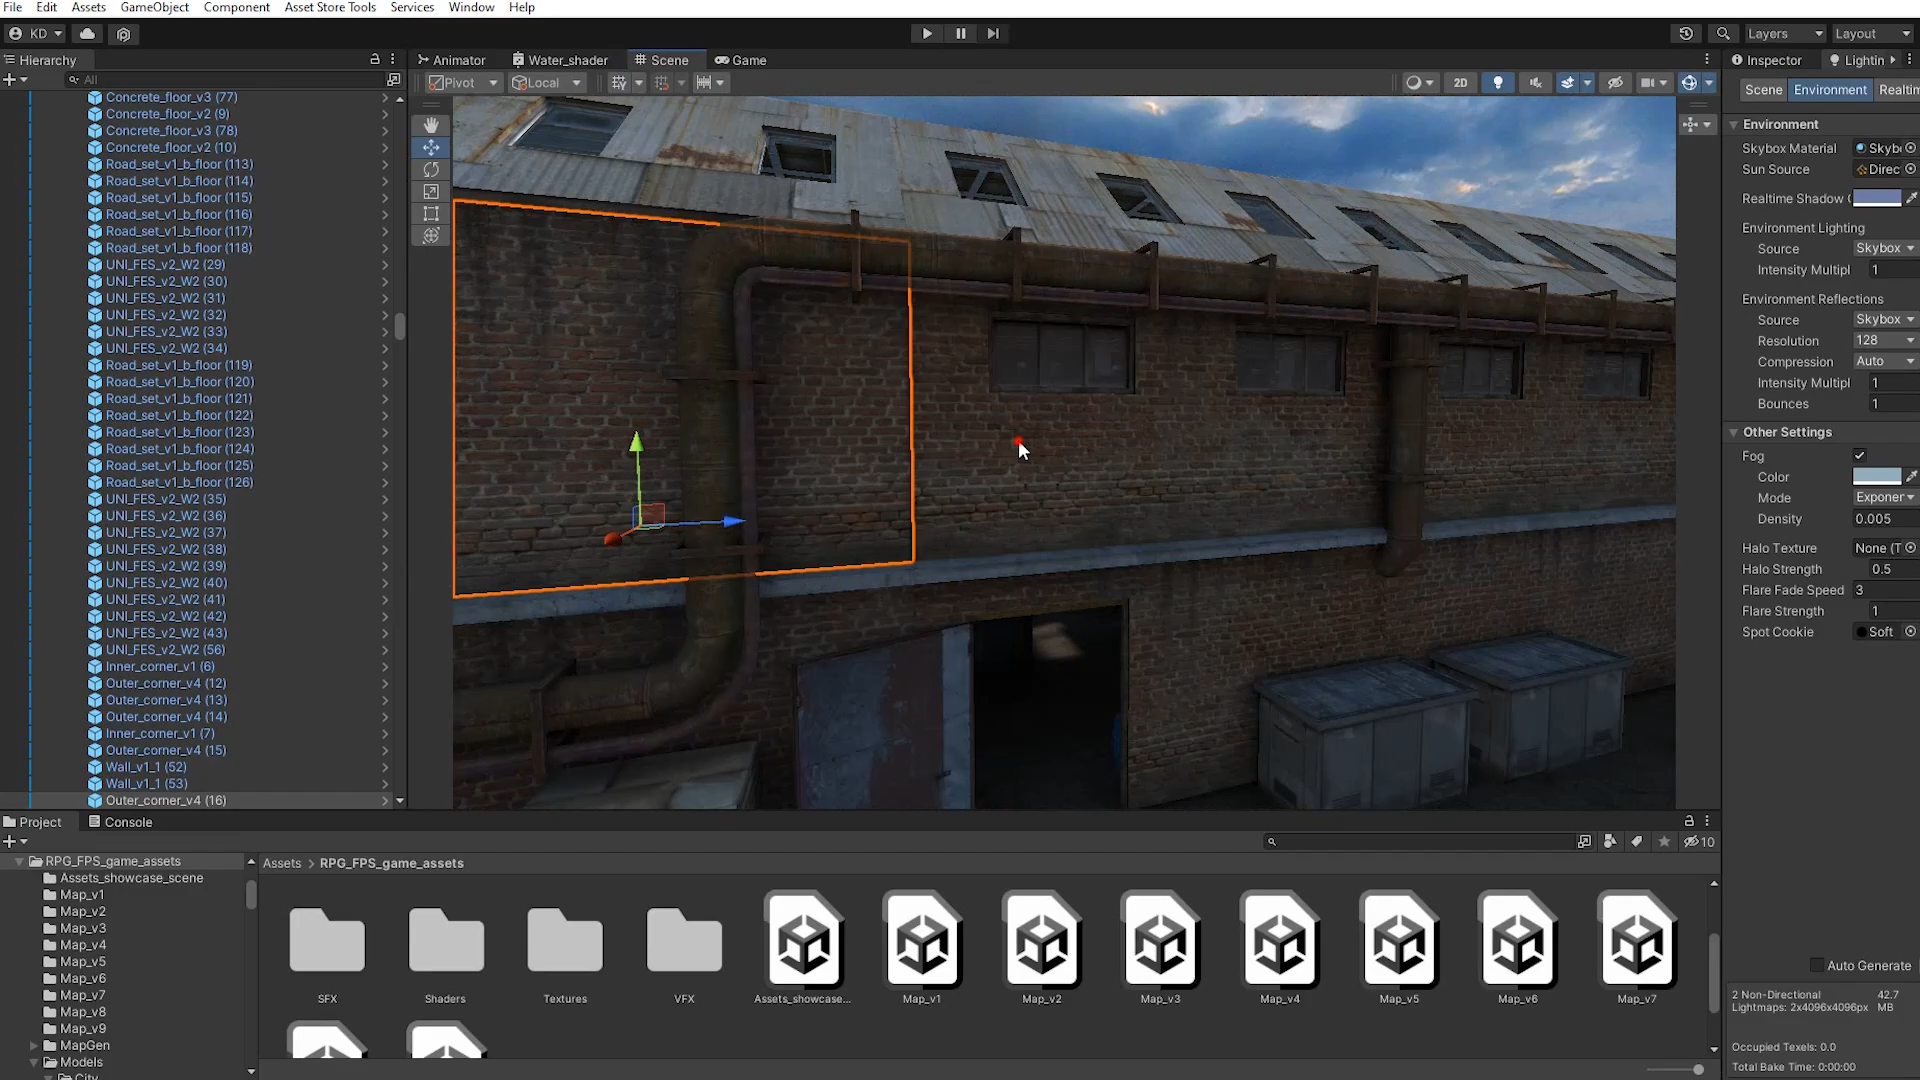 File Edit Assets GameObject Component Asset Store Tools Services Window Help
KD Layers Layout
Hierarchy
All
Concrete_floor_v3 (77)
Concrete_floor_v2 (9)
Concrete_floor_v3 (78)
Concrete_floor_v2 (10)
Road_set_v1_b_floor (113)
Road_set_v1_b_floor (114)
Road_set_v1_b_floor (115)
Road_set_v1_b_floor (116)
Road_set_v1_b_floor (117)
Road_set_v1_b_floor (118)
UNI_FES_v2_W2 (29)
UNI_FES_v2_W2 (30)
UNI_FES_v2_W2 (31)
UNI_FES_v2_W2 (32)
UNI_FES_v2_W2 (33)
UNI_FES_v2_W2 (34)
Road_set_v1_b_floor (119)
Road_set_v1_b_floor (120)
Road_set_v1_b_floor (121)
Road_set_v1_b_floor (122)
Road_set_v1_b_floor (123)
Road_set_v1_b_floor (124)
Road_set_v1_b_floor (125)
Road_set_v1_b_floor (126)
UNI_FES_v2_W2 (35)
UNI_FES_v2_W2 (36)
UNI_FES_v2_W2 (37)
UNI_FES_v2_W2 (38)
UNI_FES_v2_W2 (39)
UNI_FES_v2_W2 (40)
UNI_FES_v2_W2 (41)
UNI_FES_v2_W2 (42)
UNI_FES_v2_W2 (43)
UNI_FES_v2_W2 (56)
Inner_corner_v1 (6)
Outer_corner_v4 (12)
Outer_corner_v4 (13)
Outer_corner_v4 (14)
Inner_corner_v1 (7)
Outer_corner_v4 (15)
Wall_v1_1 (52)
Wall_v1_1 (53)
Outer_corner_v4 (16)
Animator Water_shader Scene Game
Pivot Local 2D
Inspector Lightin
Scene Environment Realtin
Environment
Skybox Material Skyb
Sun Source Direc
Realtime Shadow C
Environment Lighting
Source Skybox
Intensity Multipl 1
Environment Reflections
Source Skybox
Resolution 128
Compression Auto
Intensity Multipl 1
Bounces 1
Other Settings
Fog
Color
Mode Exponen
Density 0.005
Halo Texture None (T
Halo Strength 0.5
Flare Fade Speed 3
Flare Strength 1
Spot Cookie Soft
Auto Generate
2 Non-Directional 42.7
Lightmaps: 2x4096x4096px MB
Occupied Texels: 0.0
Total Bake Time: 0:00:00
Project Console
10
RPG_FPS_game_assets
Assets_showcase_scene
Map_v1
Map_v2
Map_v3
Map_v4
Map_v5
Map_v6
Map_v7
Map_v8
Map_v9
MapGen
Models
City
Assets > RPG_FPS_game_assets
SFX Shaders Textures VFX Assets_showcase... Map_v1 Map_v2 Map_v3 Map_v4 Map_v5 Map_v6 Map_v7